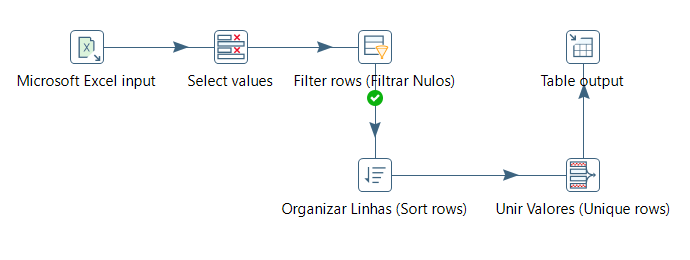 Microsoft Excel input
Select values
Filter rows (Filtrar Nulos)
Table output
Organizar Linhas (Sort rows)
Unir Valores (Unique rows)